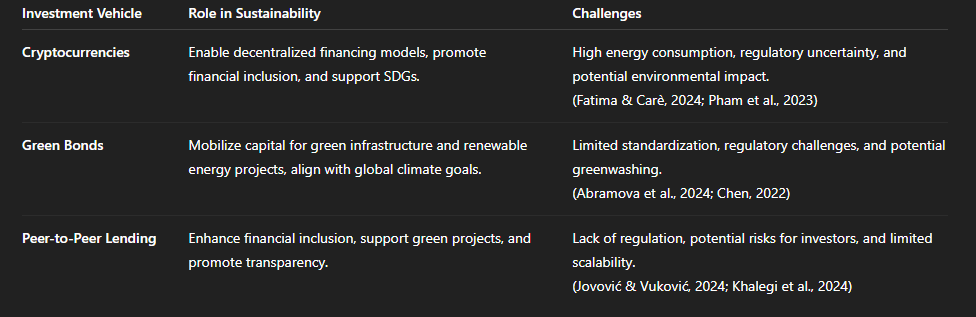 Investment Vehicle Role in Sustainability Challenges
Cryptocurrencies Enable decentralized financing models, promote High energy consumption, regulatory uncertainty, and
financial inclusion, and support SDGs. potential environmental impact.
(Fatima & Carè, 2024; Pham et al., 2023)
Green Bonds Mobilize capital for green infrastructure and renewable Limited standardization, regulatory challenges, and potential
energy projects, align with global climate goals. greenwashing.
(Abramova et al., 2024; Chen, 2022)
Peer-to-Peer Lending Enhance financial inclusion, support green projects, and Lack of regulation, potential risks for investors, and limited
promote transparency. scalability.
(Jovović & Vuković, 2024; Khalegi et al., 2024)